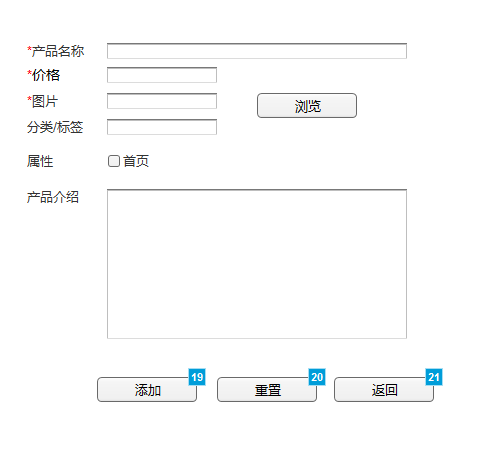 *产品名称
*价格
*图片 浏览
分类/标签
属性 首页
产品介绍
添加 19 重置 20 返回 21